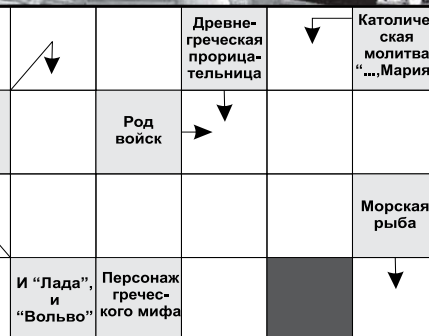 Древне-
греческая
прорица-
тельница
Католиче
ская
молитва
“...,Мария
Род
войск
Морская
рыба
И “Лада”,
и
“Вольво”
Персонаж
гречес-
кого мифа